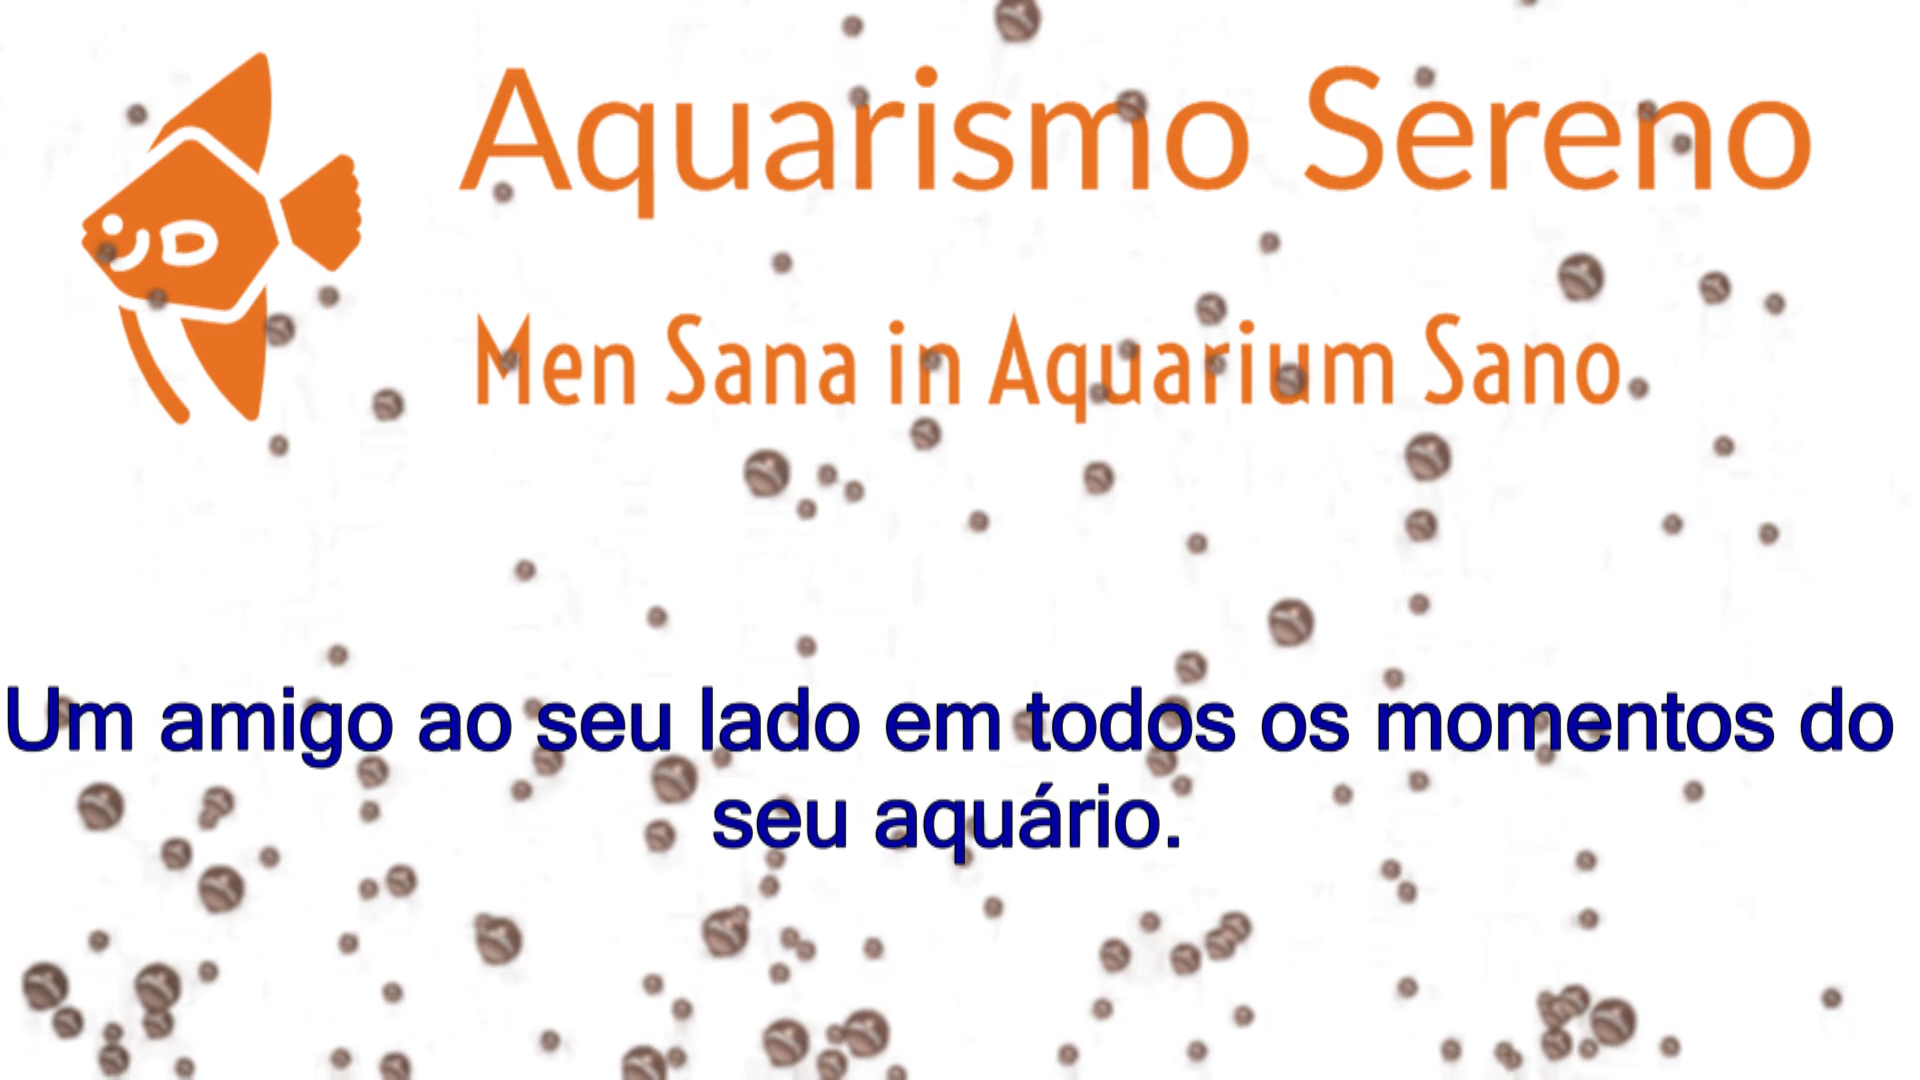 Aquarismo Sereno
Men Sana in Aquarium Sano
Um amigo ao seu lado em todos os momentos do
seu aquário.